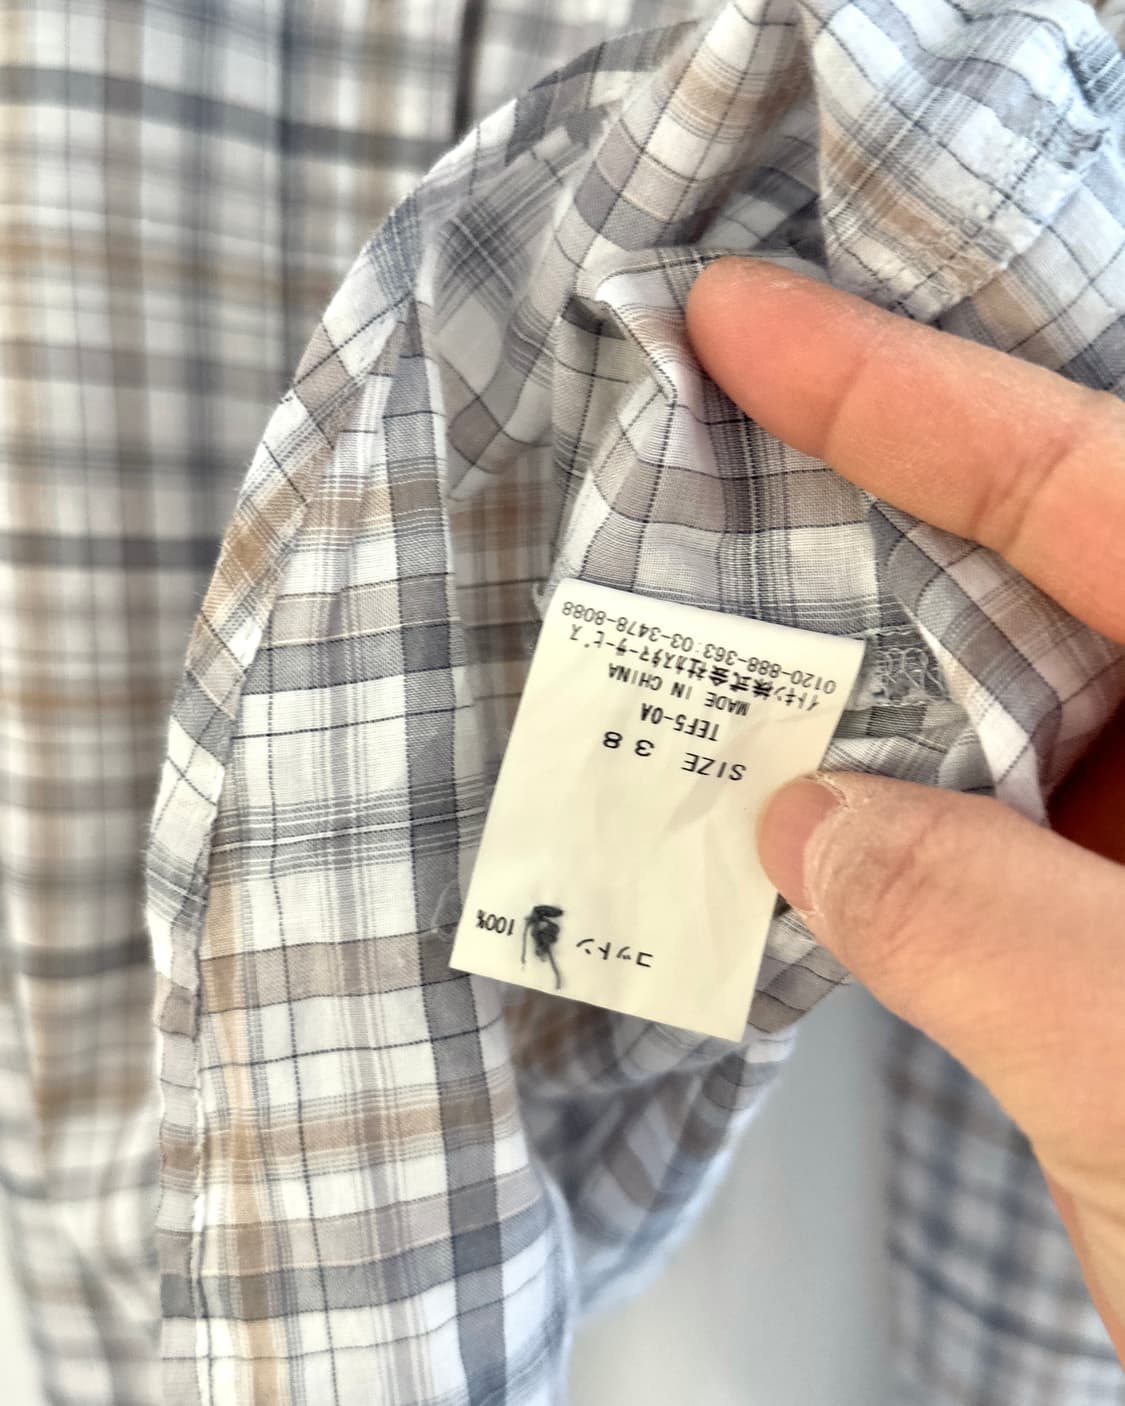 コットン 100%
SIZE 38
TEF5-0A
MADE IN CHINA
イトキン株式会社カスタマーサービス
0120-888-363:03-3478-8088